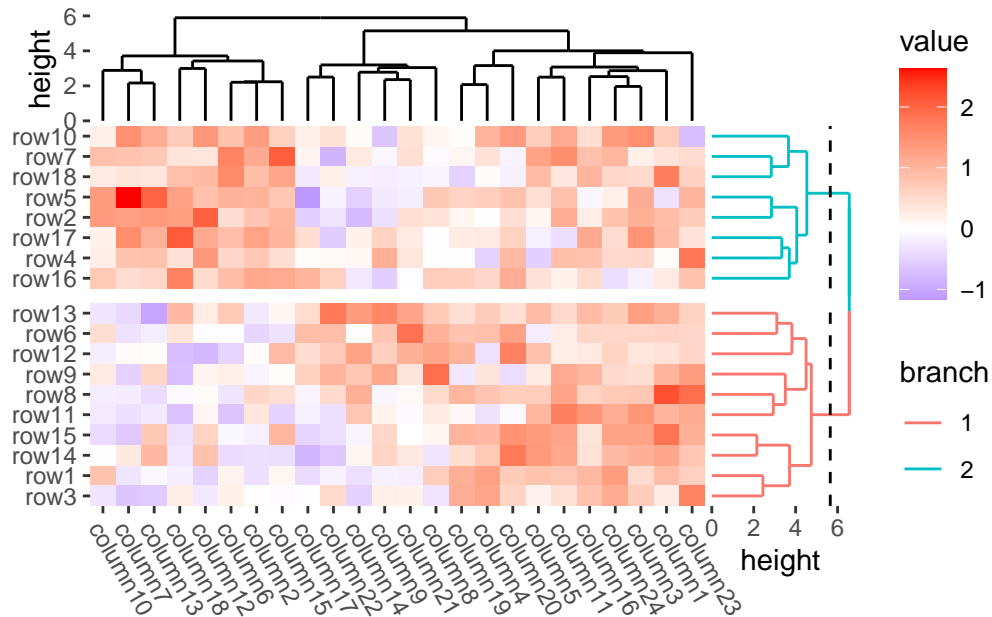 height
6
4
2
0
row10
row7
row18
row5
row2
row17
row4
row16
row13
row6
row12
row9
row8
row11
row15
row14
row1
row3
column10
column7
column13
column18
column12
column6
column2
column15
column17
column22
column14
column9
column21
column8
column19
column4
column20
column5
column11
column16
column24
column3
column1
column23
0 2 4 6
height
value
2
1
0
−1
branch
1
2